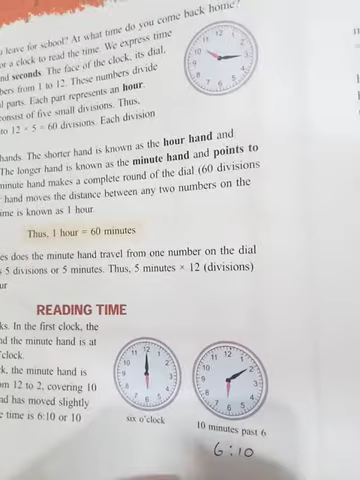 leave for school? At what time do you come back home?
or a clock to read the time. We express time
nd seconds. The face of the clock, its dial,
bers from 1 to 12. These numbers divide
l parts. Each part represents an hour.
onsist of five small divisions. Thus,
to 12 × 5 = 60 divisions. Each division
hands. The shorter hand is known as the hour hand and
The longer hand is known as the minute hand and points to
minute hand makes a complete round of the dial (60 divisions
hand moves the distance between any two numbers on the
ime is known as 1 hour.
Thus, 1 hour = 60 minutes
es does the minute hand travel from one number on the dial
s 5 divisions or 5 minutes. Thus, 5 minutes × 12 (divisions)
ur
READING TIME
ks. In the first clock, the
nd the minute hand is at
'clock.
k, the minute hand is
om 12 to 2, covering 10
nd has moved slightly
e time is 6:10 or 10
six o'clock
10 minutes past 6
6:10